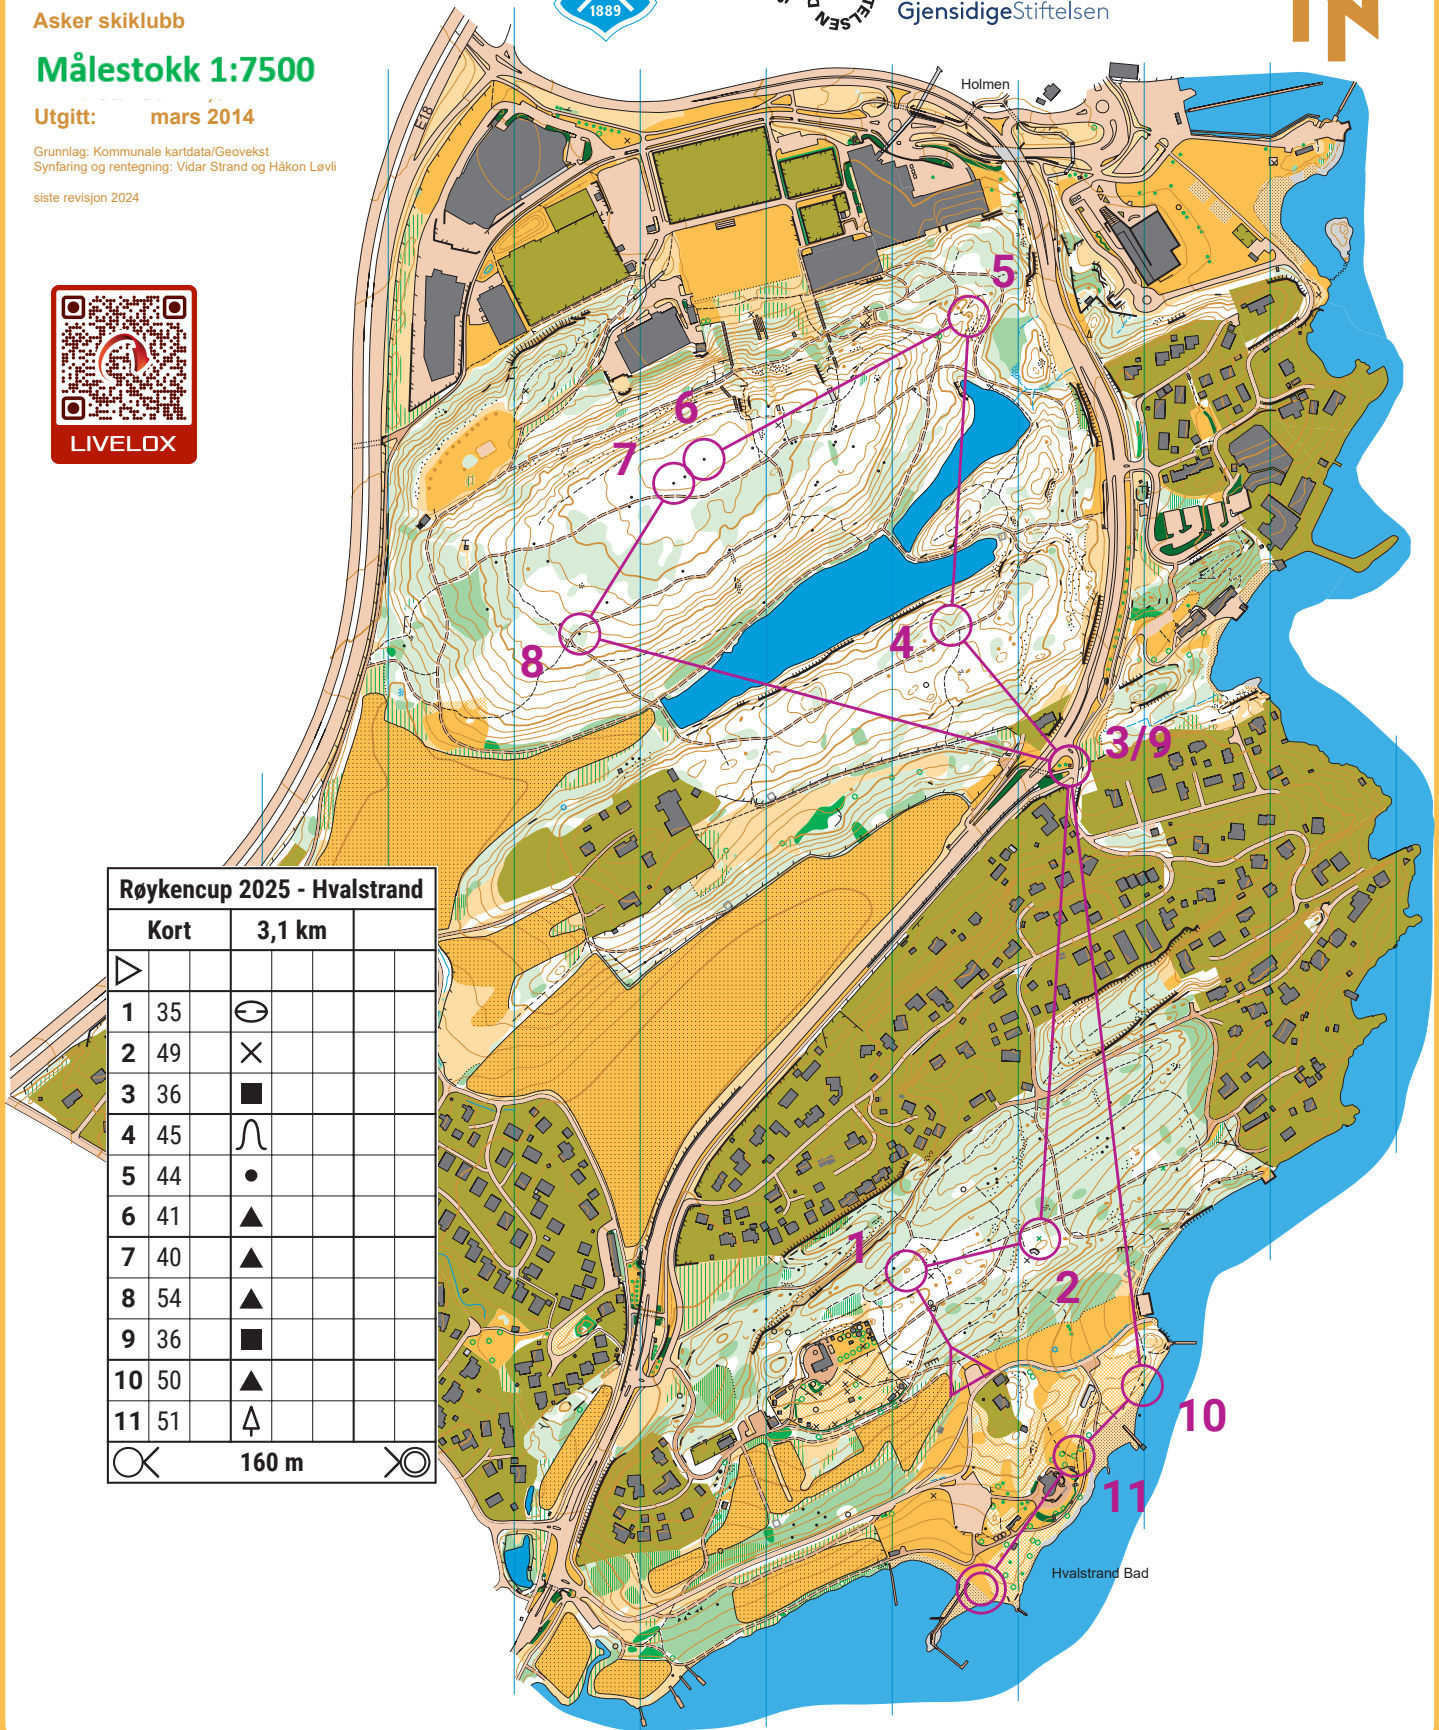 Asker skiklubb
1889
GjensidigeStiftelsen
Målestokk 1:7500
Utgitt: mars 2014
Grunnlag: Kommunale kartdata/Geovekst
Synfaring og rentegning: Vidar Strand og Håkon Løvli
siste revisjon 2024
LIVELOX
E18
Holmen
5
6
7
4
8
3/9
1
2
10
11
Hvalstrand Bad
Røykencup 2025 - Hvalstrand
Kort 3,1 km
1 35
2 49
3 36
4 45
5 44
6 41
7 40
8 54
9 36
10 50
11 51
160 m